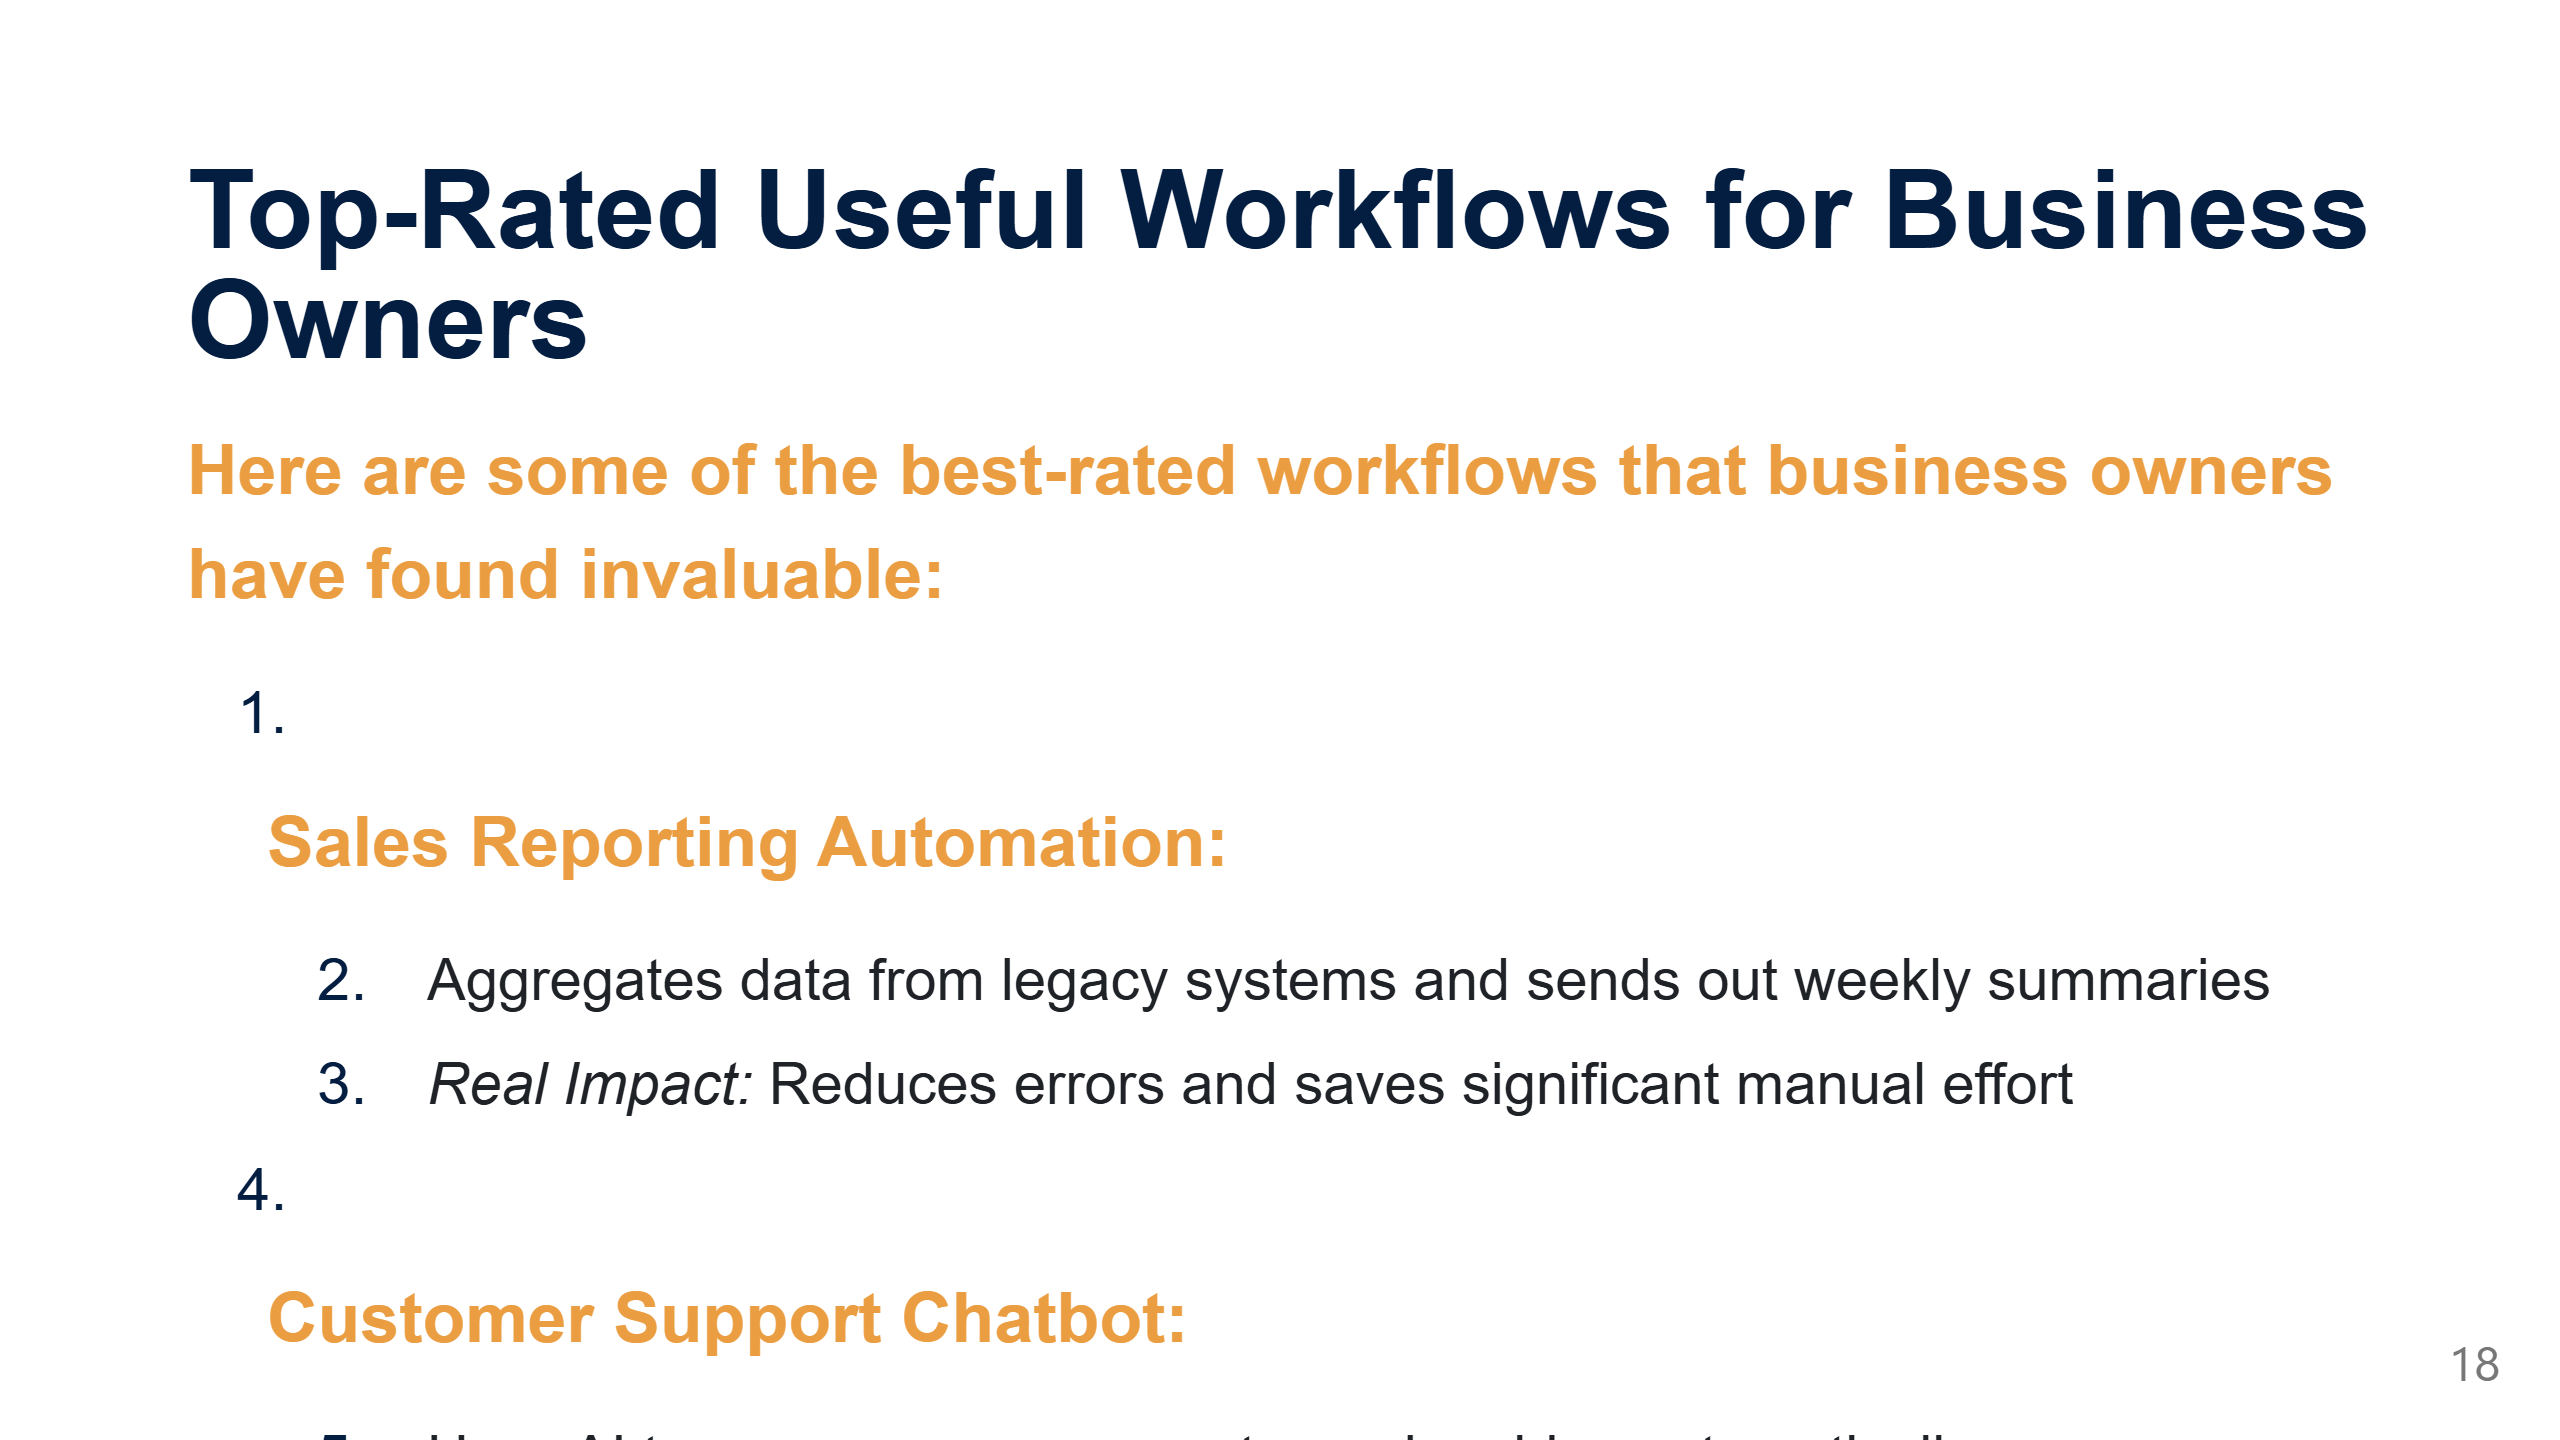 Top-Rated Useful Workflows for Business
Owners
Here are some of the best-rated workflows that business owners
have found invaluable:
1.
Sales Reporting Automation:
2. Aggregates data from legacy systems and sends out weekly summaries
3. Real Impact: Reduces errors and saves significant manual effort
4.
Customer Support Chatbot:
18